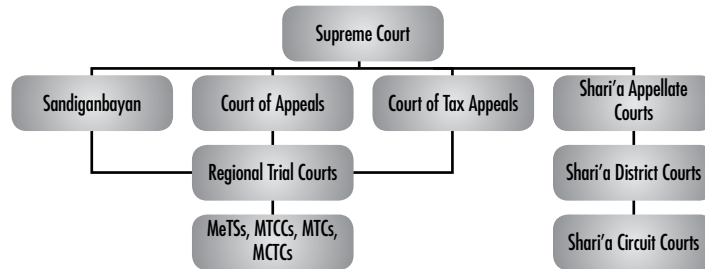 Supreme Court
Sandiganbayan
Court of Appeals
Court of Tax Appeals
Shari'a Appellate
Courts
Regional Trial Courts
Shari'a District Courts
MeTSs, MTCCs, MTCs,
MCTCs
Shari'a Circuit Courts